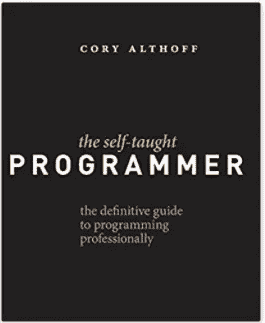 CORY ALTHOFF
the self-taught
PROGRAMMER
the definitive guide
to programming
professionally